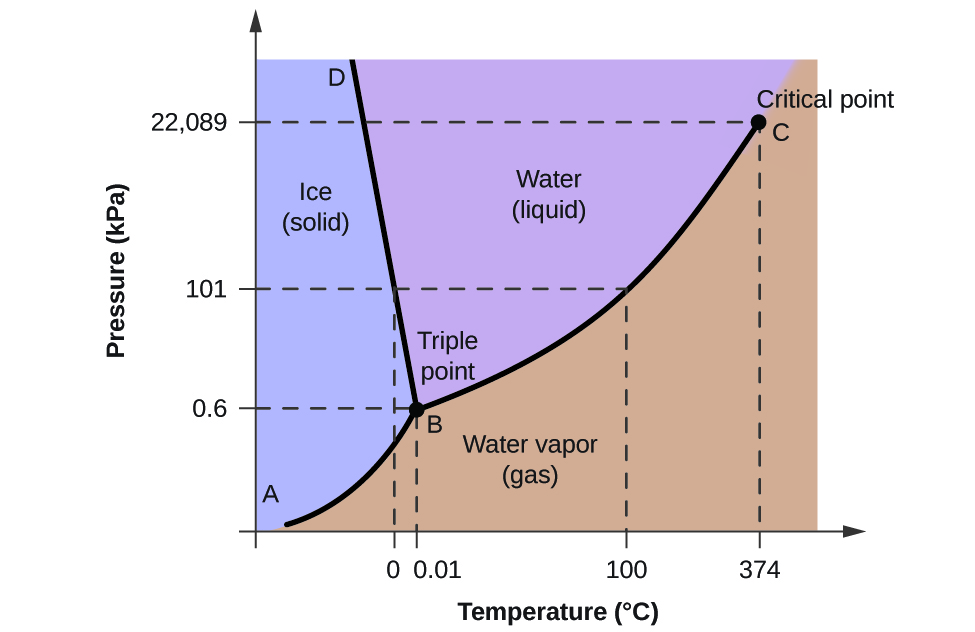 D
Critical point
22,089
C
Ice
(solid)
Water
(liquid)
Pressure (kPa)
101
Triple
point
0.6
B
Water vapor
(gas)
A
0 0.01 100 374
Temperature (°C)